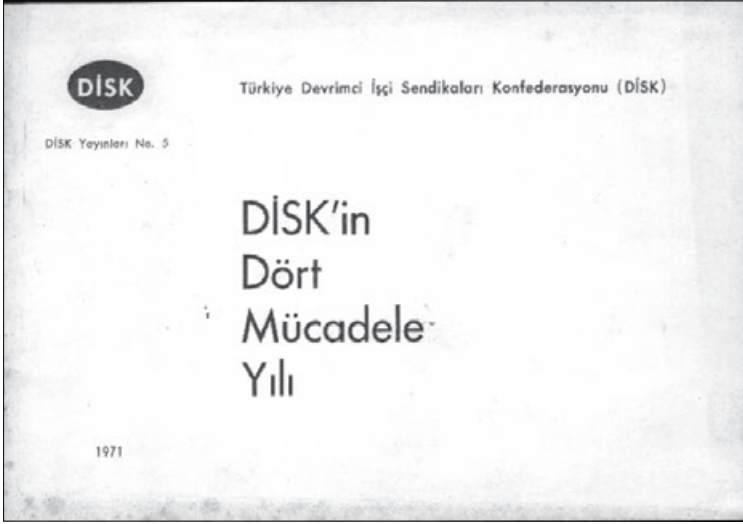 DİSK
Türkiye Devrimci İşçi Sendikaları Konfederasyonu (DİSK)
DİSK Yayınları No. 5
DİSK'in
Dört
Mücadele
Yılı
1971